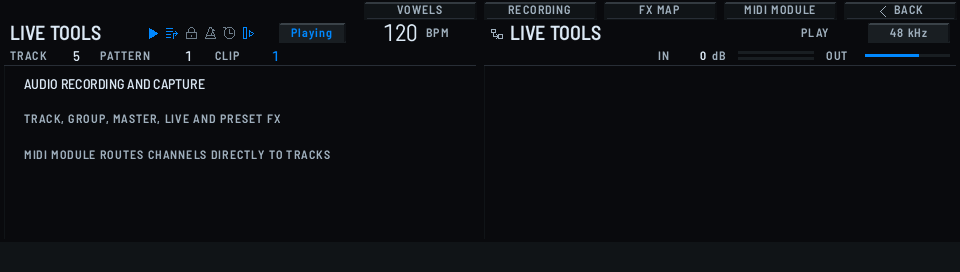 VOWELS RECORDING FX MAP MIDI MODULE BACK
LIVE TOOLS Playing 120 BPM LIVE TOOLS PLAY 48 kHz
TRACK 5 PATTERN 1 CLIP 1 IN 0 dB OUT
AUDIO RECORDING AND CAPTURE
TRACK, GROUP, MASTER, LIVE AND PRESET FX
MIDI MODULE ROUTES CHANNELS DIRECTLY TO TRACKS